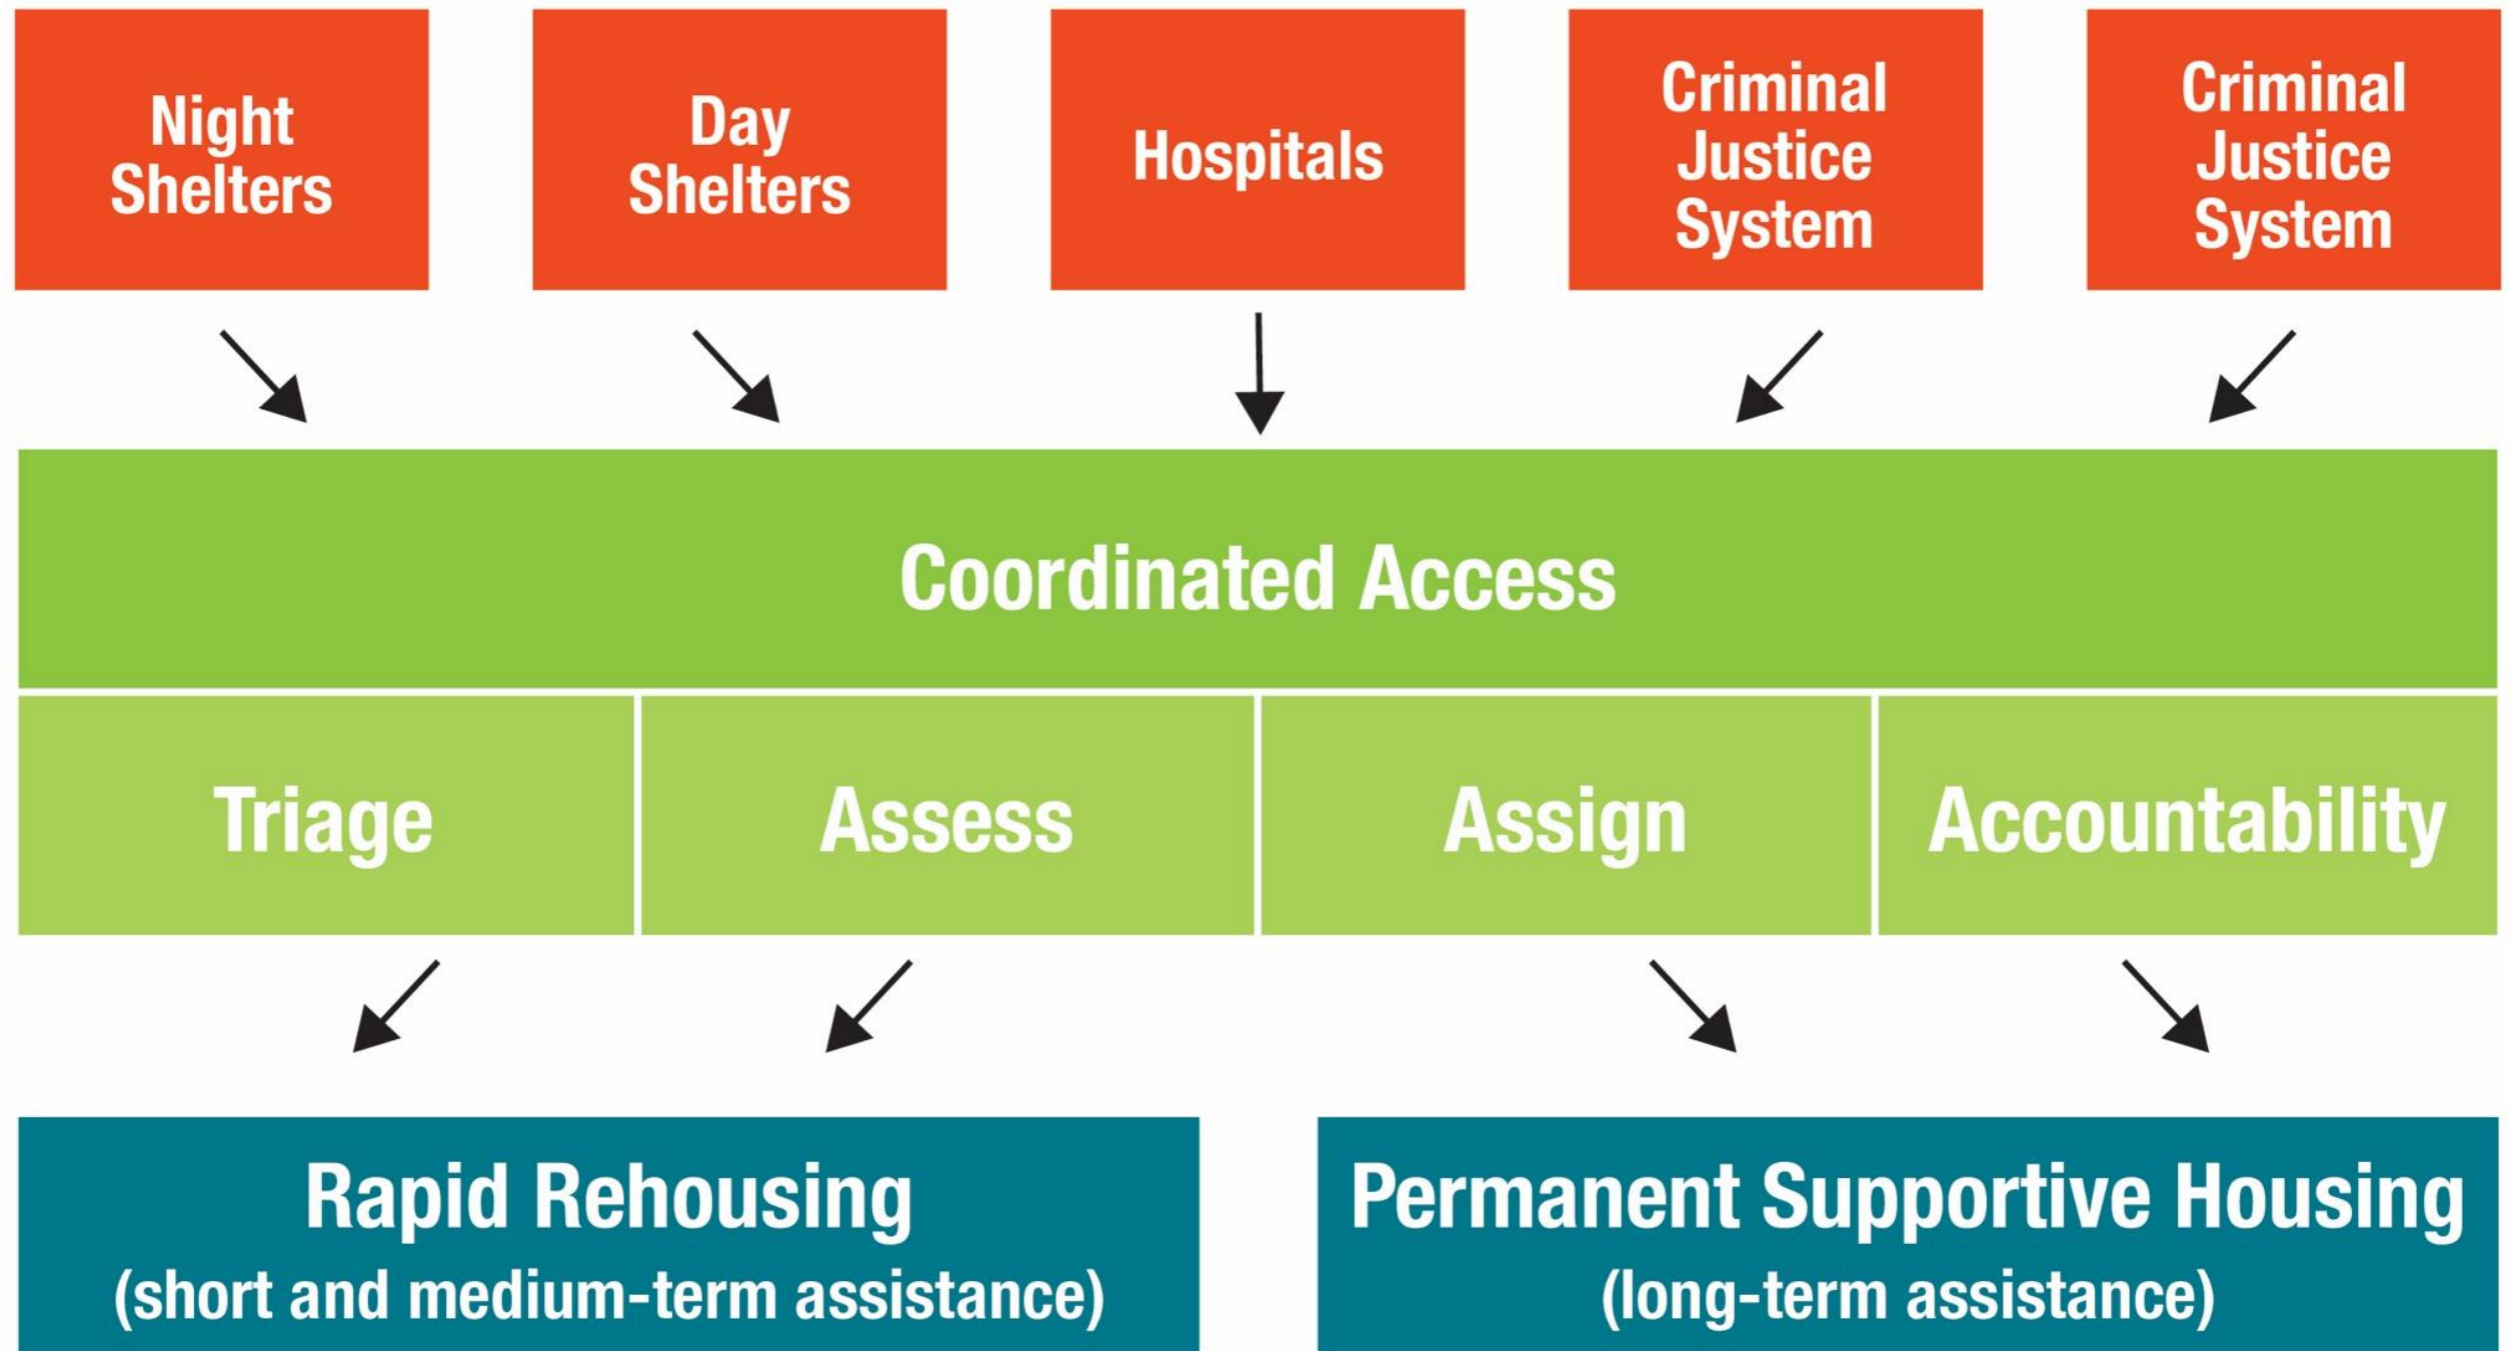 Night
Shelters
Day
Shelters
Hospitals
Criminal
Justice
System
Criminal
Justice
System
Coordinated Access
Triage
Assess
Assign
Accountability
Rapid Rehousing
(short and medium-term assistance)
Permanent Supportive Housing
(long-term assistance)